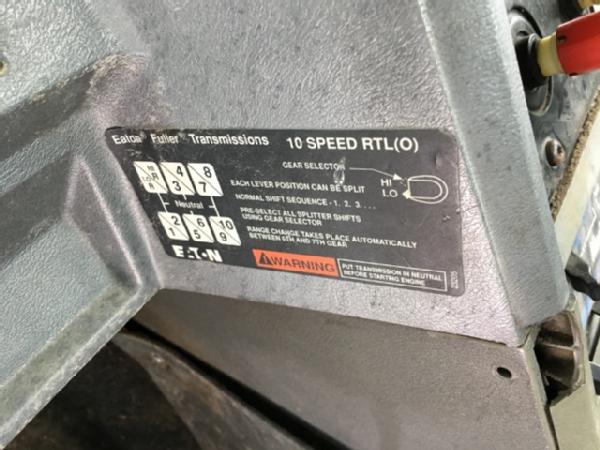 Eaton Fuller Transmissions 10 SPEED RTL(O)
GEAR SELECTOR
HI
LO
EACH LEVER POSITION CAN BE SPLIT
NORMAL SHIFT SEQUENCE - 1, 2, 3 . . . .
PRE-SELECT ALL SPLITTER SHIFTS
USING GEAR SELECTOR
RANGE CHANGE TAKES PLACE AUTOMATICALLY
BETWEEN 6TH AND 7TH GEAR
HI R 4 8
LO R 3 7
Neutral
2 6 10
1 5 9
EATON
WARNING
PUT TRANSMISSION IN NEUTRAL
BEFORE STARTING ENGINE